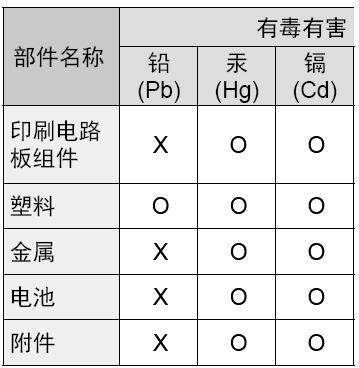 部件名称 有毒有害
铅 汞 镉
(Pb) (Hg) (Cd)
印刷电路
板组件 X O O
塑料 O O O
金属 X O O
电池 X O O
附件 X O O